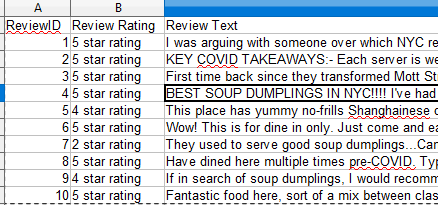 A B
ReviewID Review Rating Review Text
1 5 star rating I was arguing with someone over which NYC re
2 5 star rating KEY COVID TAKEAWAYS:- Each server is we
3 5 star rating First time back since they transformed Mott St
4 5 star rating BEST SOUP DUMPLINGS IN NYC!!!! I've had
5 4 star rating This place has yummy no-frills Shanghainese
6 5 star rating Wow! This is for dine in only. Just come and ea
7 2 star rating They used to serve good soup dumplings...Can
8 5 star rating Have dined here multiple times pre-COVID. Typ
9 4 star rating If in search of soup dumplings, I would recomm
10 5 star rating Fantastic food here, sort of a mix between clas